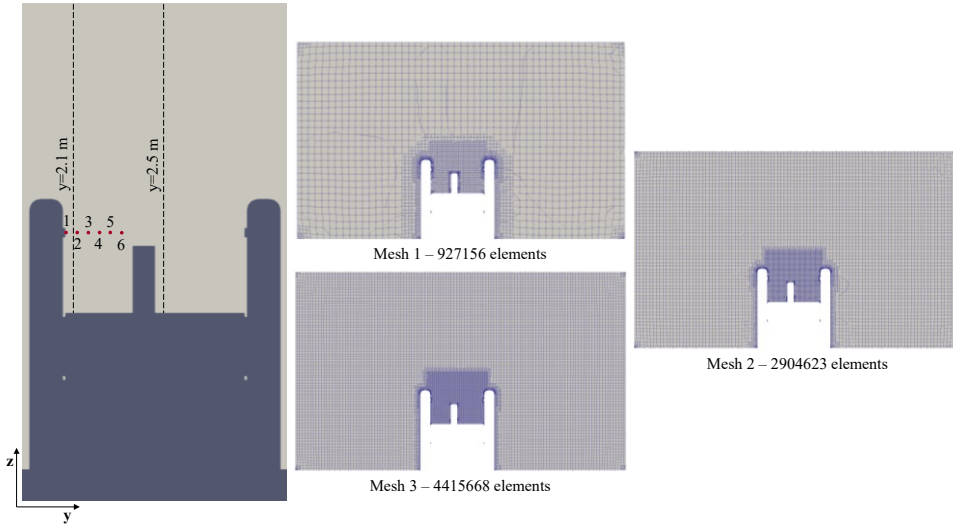 y=2.1 m
y=2.5 m
1 3 5
2 4 6
z
y
Mesh 1 – 927156 elements
Mesh 2 – 2904623 elements
Mesh 3 – 4415668 elements